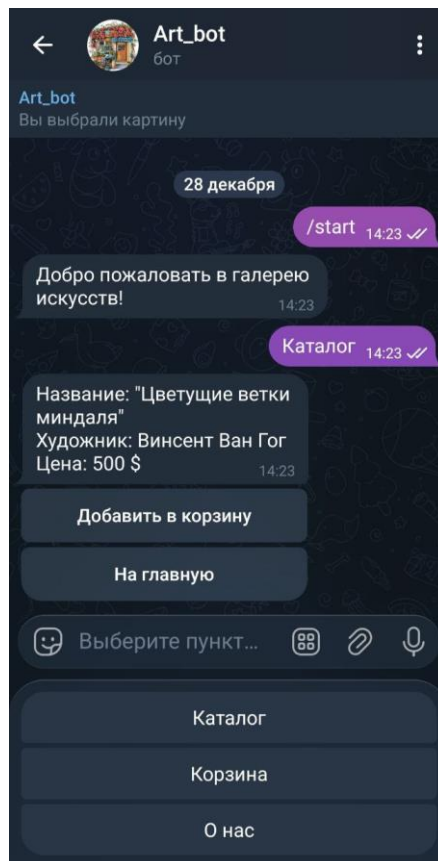 Art_bot
бот
Art_bot
Вы выбрали картину
28 декабря
/start 14:23
Добро пожаловать в галерею
искусств! 14:23
Каталог 14:23
Название: "Цветущие ветки
миндаля"
Художник: Винсент Ван Гог
Цена: 500 $ 14:23
Добавить в корзину
На главную
Выберите пункт...
Каталог
Корзина
О нас